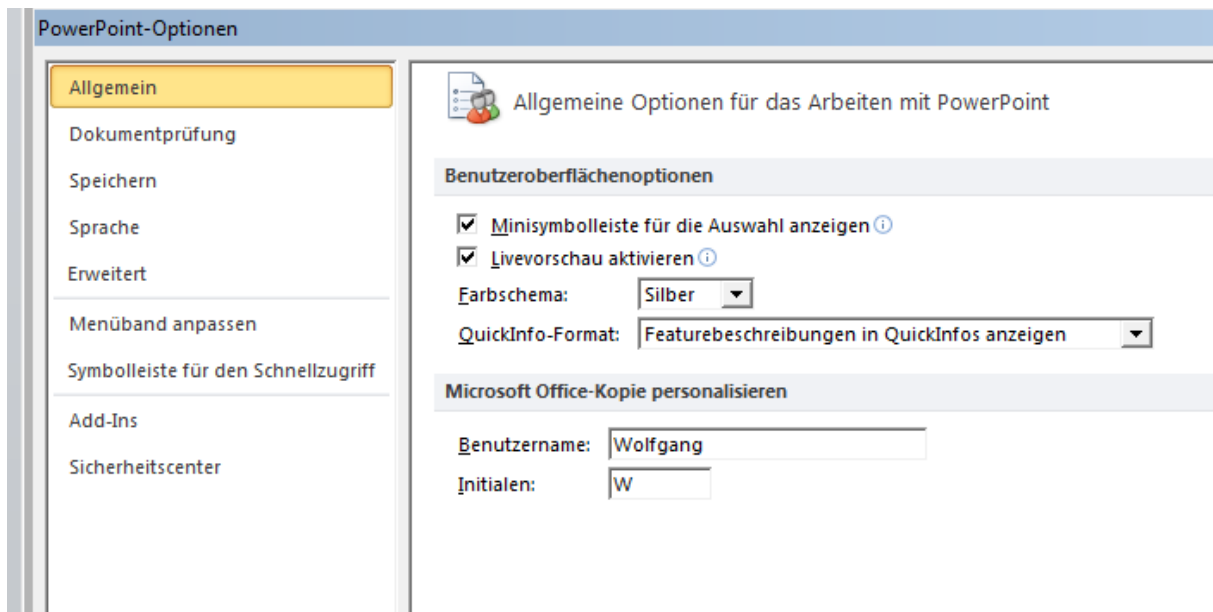 PowerPoint-Optionen
Allgemein
Dokumentprüfung
Speichern
Sprache
Erweitert
Menüband anpassen
Symbolleiste für den Schnellzugriff
Add-Ins
Sicherheitscenter
Allgemeine Optionen für das Arbeiten mit PowerPoint
Benutzeroberflächenoptionen
Minisymbolleiste für die Auswahl anzeigen
Livevorschau aktivieren
Farbschema: Silber
QuickInfo-Format: Featurebeschreibungen in QuickInfos anzeigen
Microsoft Office-Kopie personalisieren
Benutzername: Wolfgang
Initialen: W